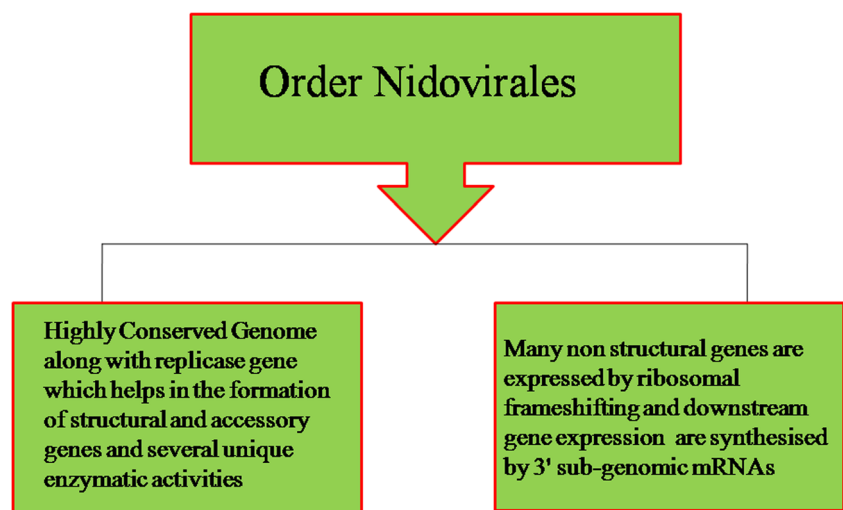 Order Nidovirales
Highly Conserved Genome
along with replicase gene
which helps in the formation
of structural and accessory
genes and several unique
enzymatic activities
Many non structural genes are
expressed by ribosomal
frameshifting and downstream
gene expression are synthesised
by 3' sub-genomic mRNAs